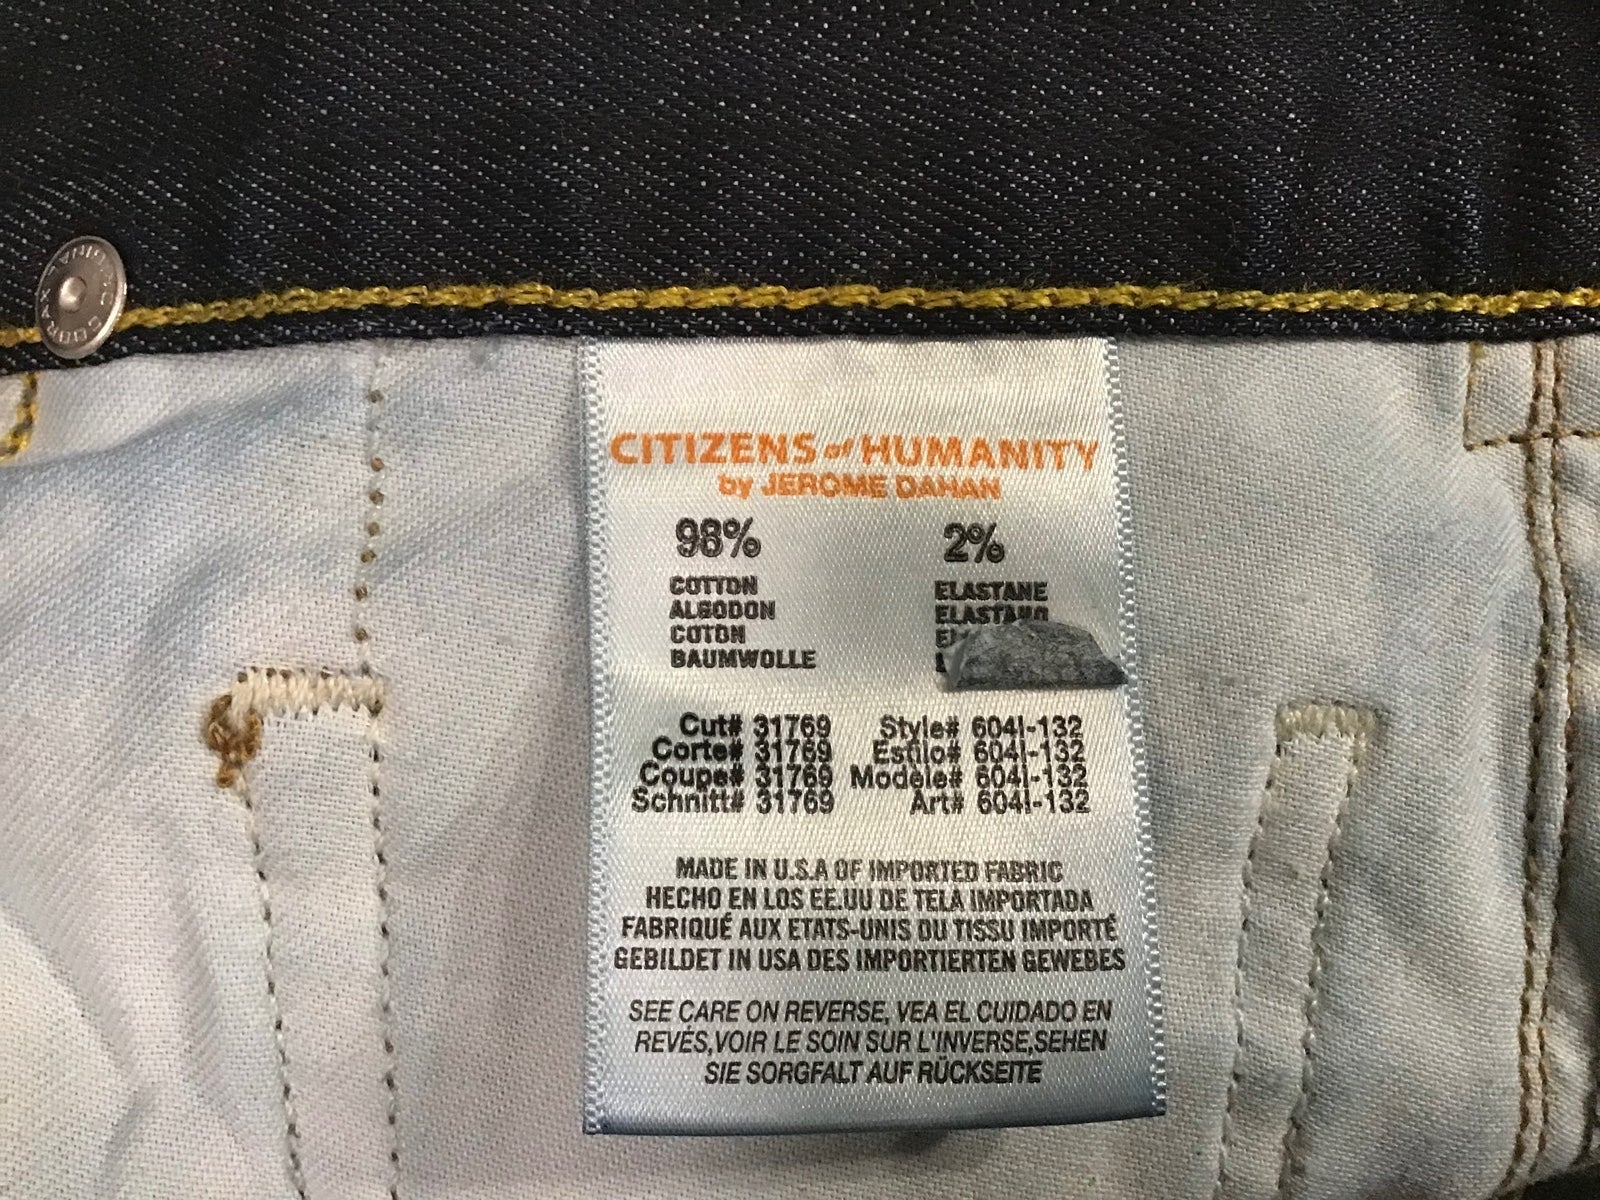 CITIZENS of HUMANITY
by JEROME DAHAN
98% 2%
COTTON ELASTANE
ALGODON ELASTANO
COTON
BAUMWOLLE
Cut# 31769 Style# 604I-132
Corte# 31769 Estilo# 604I-132
Coupe# 31769 Modele# 604I-132
Schnitt# 31769 Art# 604I-132
MADE IN U.S.A OF IMPORTED FABRIC
HECHO EN LOS EE.UU DE TELA IMPORTADA
FABRIQUÉ AUX ETATS-UNIS DU TISSU IMPORTÉ
GEBILDET IN USA DES IMPORTIERTEN GEWEBES
SEE CARE ON REVERSE, VEA EL CUIDADO EN
REVÉS,VOIR LE SOIN SUR L'INVERSE,SEHEN
SIE SORGFALT AUF RÜCKSEITE